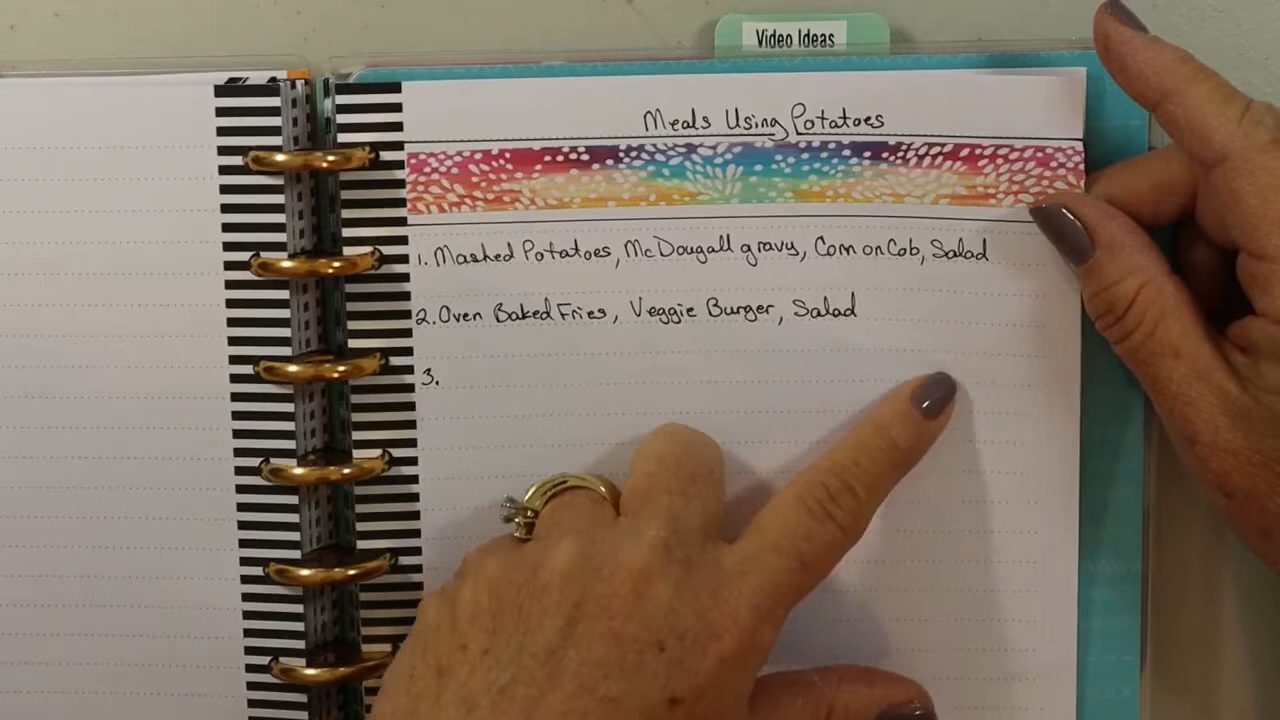 Video Ideas
Meals Using Potatoes
1. Mashed Potatoes, McDougall gravy, Corn on Cob, Salad
2. Oven Baked Fries, Veggie Burger, Salad
3.